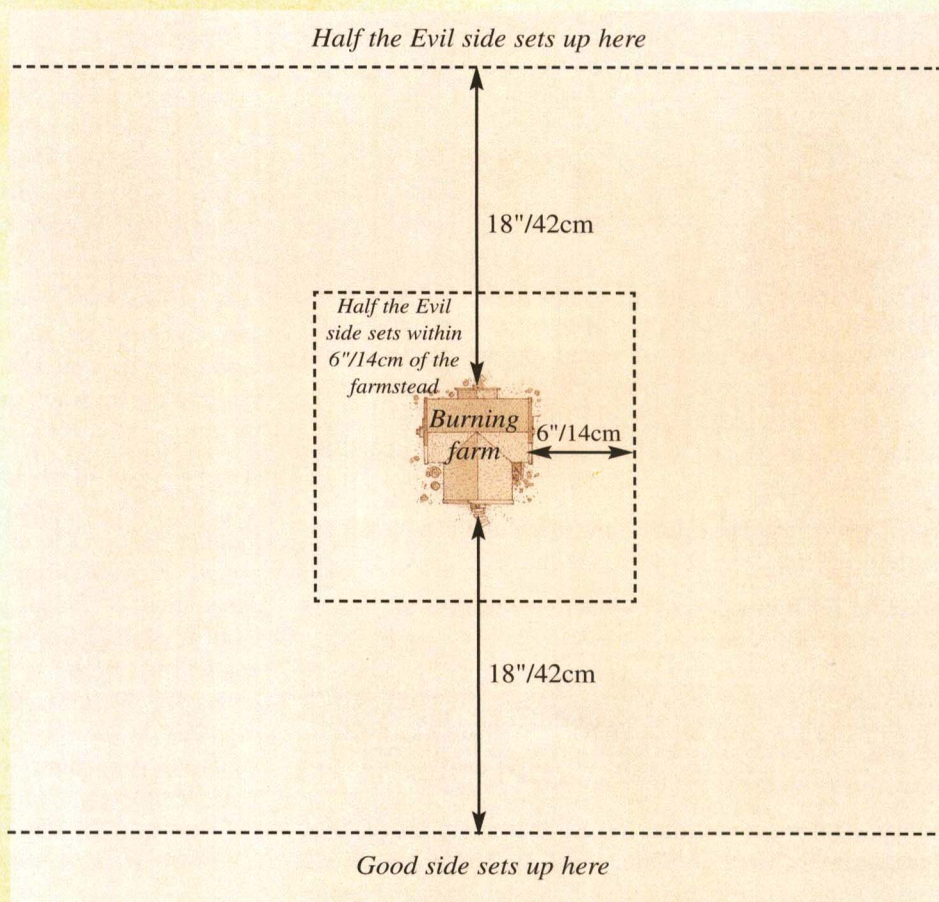 Half the Evil side sets up here
18"/42cm
Half the Evil
side sets within
6"/14cm of the
farmstead
Burning
farm
6"/14cm
18"/42cm
Good side sets up here